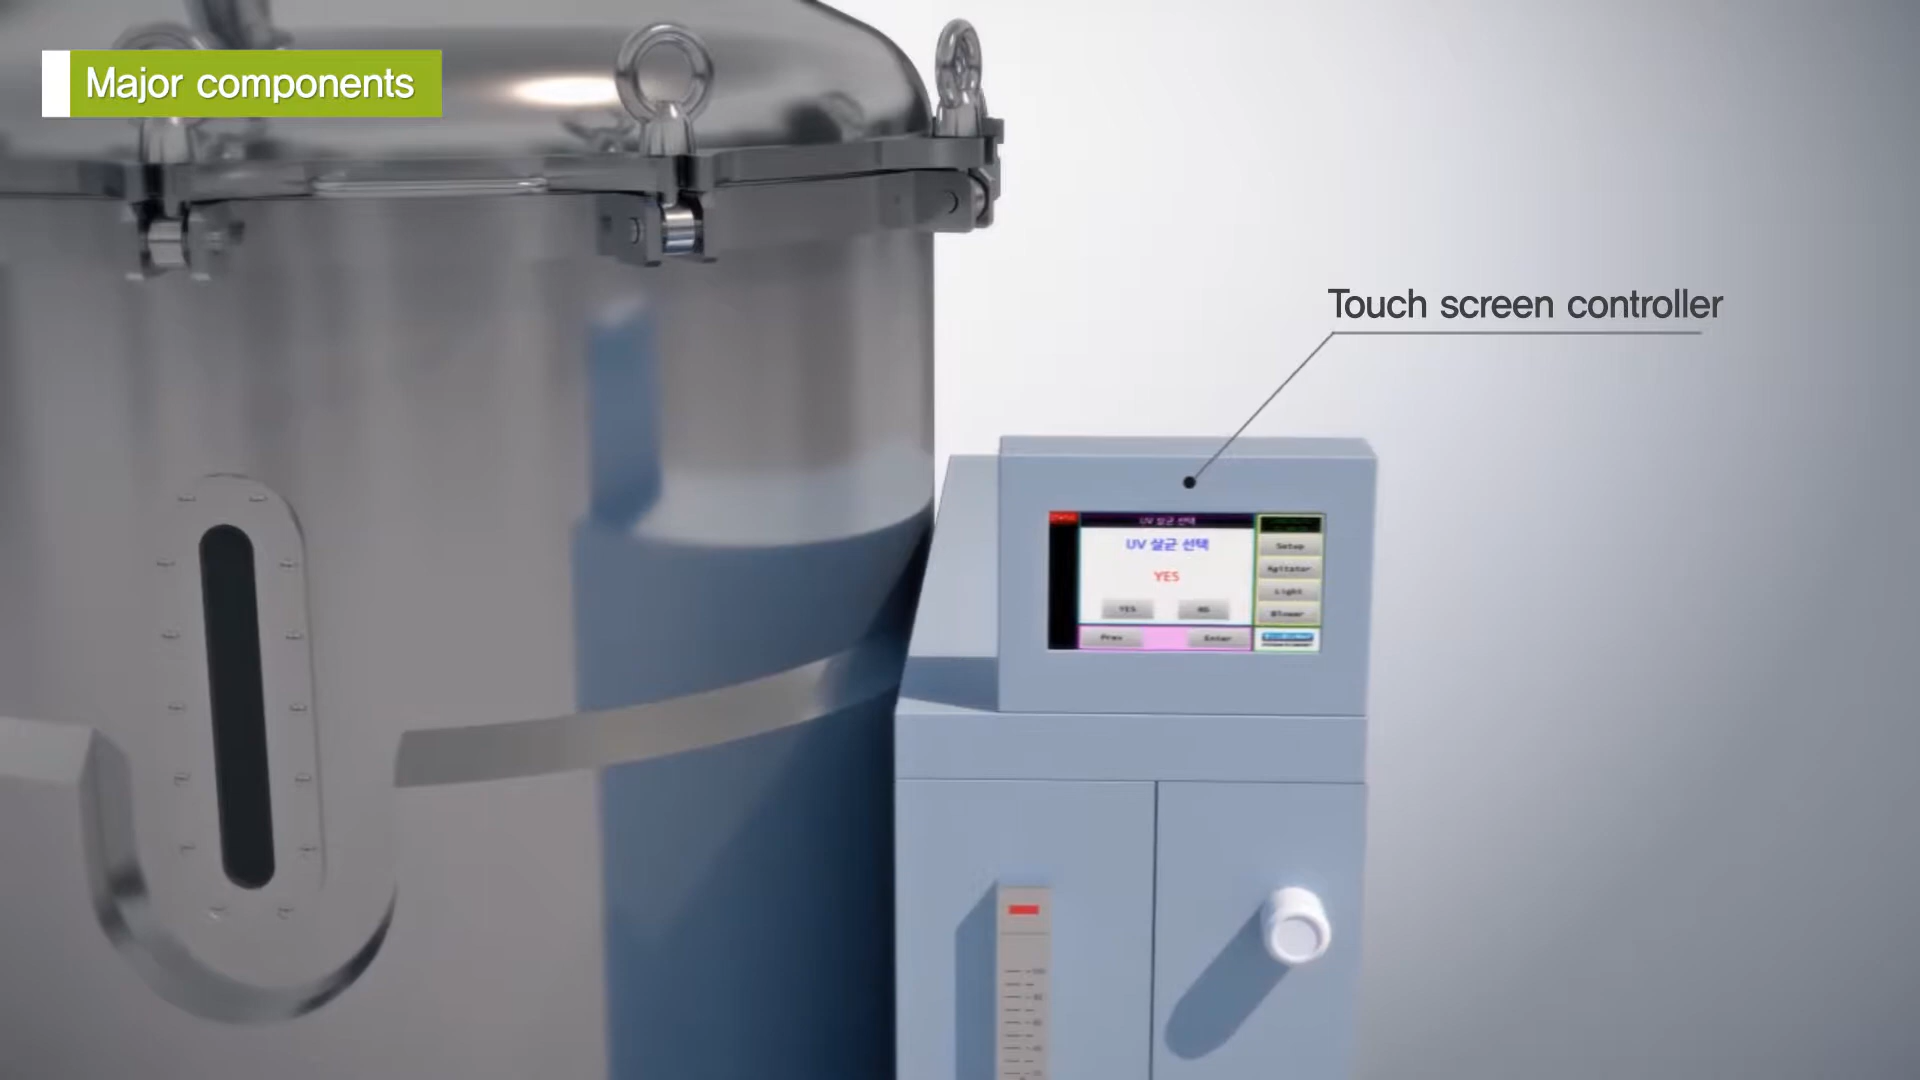 Major components
Touch screen controller
UV 살균 선택
UV 살균 선택
YES
YES
NO
Prev
Enter
Setup
Agitator
Light
Blower